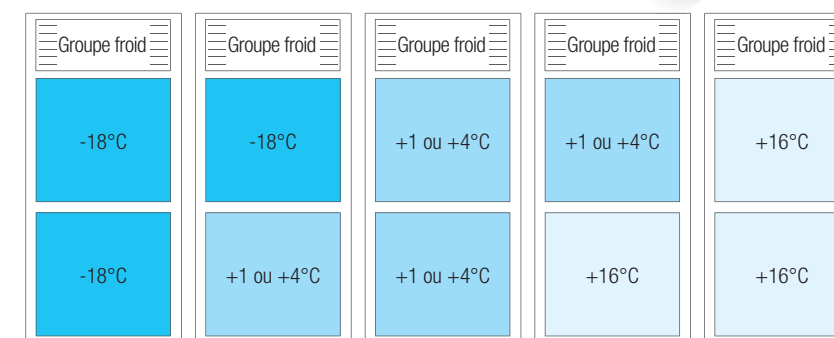 Groupe froid Groupe froid Groupe froid Groupe froid Groupe froid
-18°C -18°C +1 ou +4°C +1 ou +4°C +16°C
-18°C +1 ou +4°C +1 ou +4°C +16°C +16°C